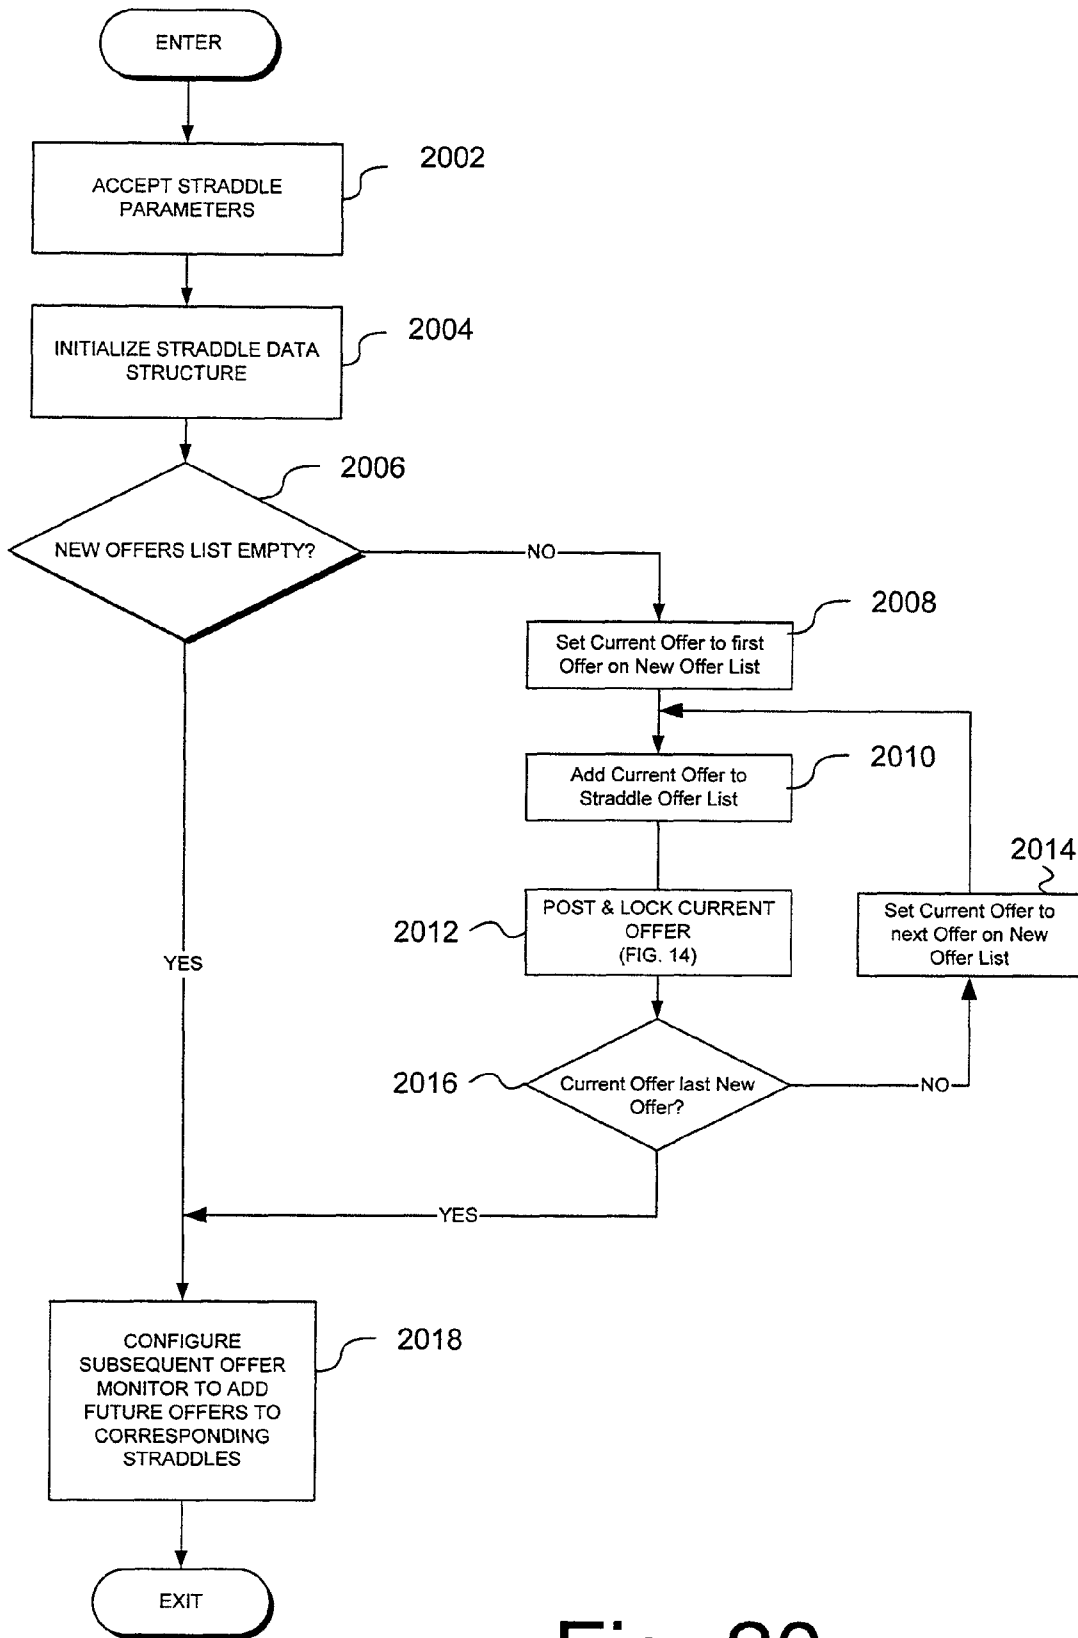 ENTER
2002
ACCEPT STRADDLE
PARAMETERS
2004
INITIALIZE STRADDLE DATA
STRUCTURE
2006
NEW OFFERS LIST EMPTY?
NO
2008
Set Current Offer to first
Offer on New Offer List
2010
Add Current Offer to
Straddle Offer List
2014
Set Current Offer to
next Offer on New
Offer List
2012
POST & LOCK CURRENT
OFFER
(FIG. 14)
YES
2016
Current Offer last New
Offer?
NO
YES
2018
CONFIGURE
SUBSEQUENT OFFER
MONITOR TO ADD
FUTURE OFFERS TO
CORRESPONDING
STRADDLES
EXIT
Fig. 20